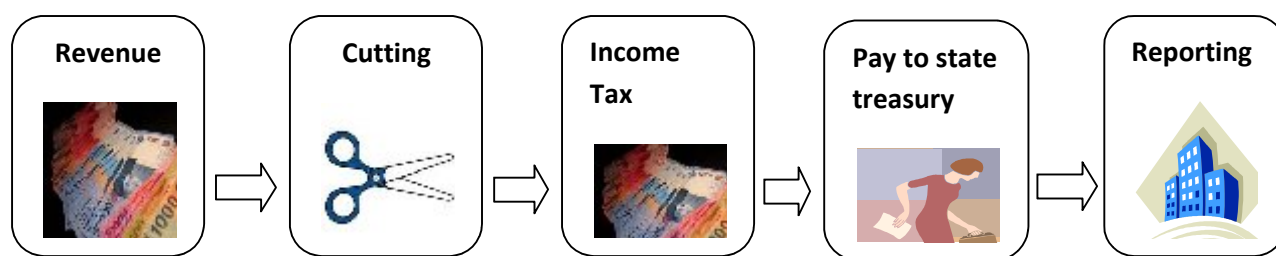 Revenue
Cutting
Income
Tax
Pay to state
treasury
Reporting